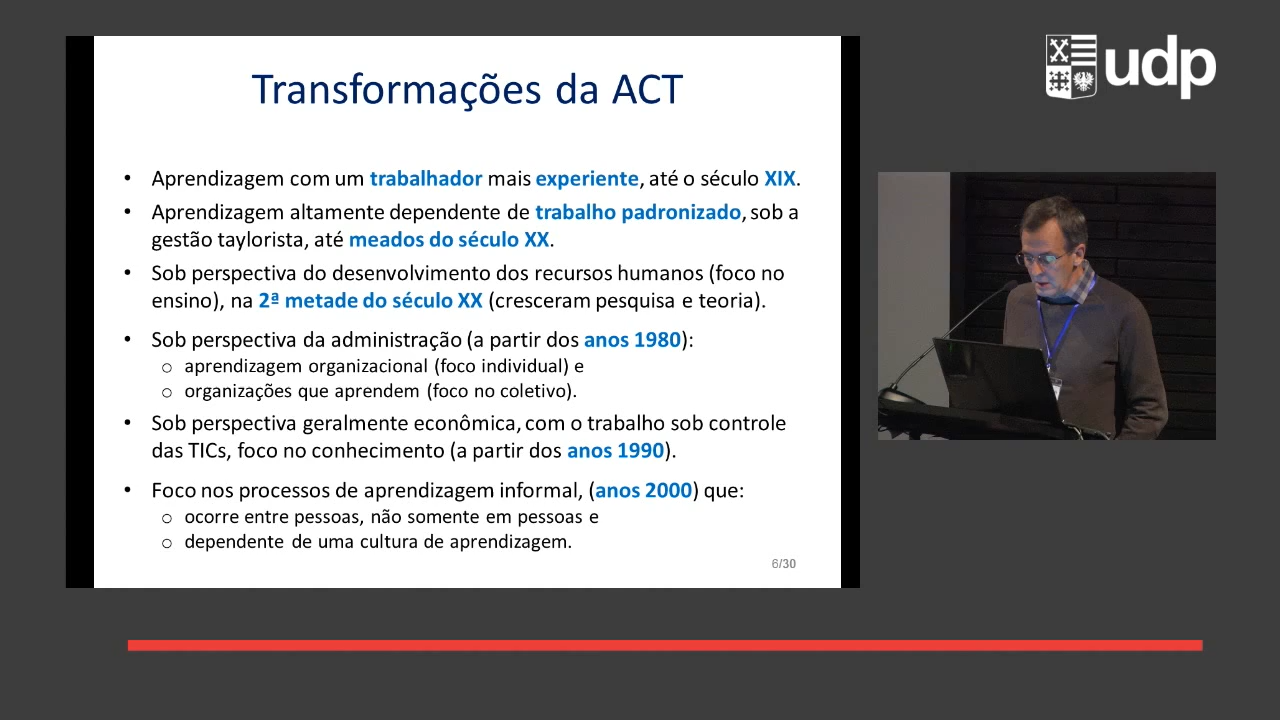 Transformações da ACT
• Aprendizagem com um trabalhador mais experiente, até o século XIX.
• Aprendizagem altamente dependente de trabalho padronizado, sob a
gestão taylorista, até meados do século XX.
• Sob perspectiva do desenvolvimento dos recursos humanos (foco no
ensino), na 2ª metade do século XX (cresceram pesquisa e teoria).
• Sob perspectiva da administração (a partir dos anos 1980):
o aprendizagem organizacional (foco individual) e
o organizações que aprendem (foco no coletivo).
• Sob perspectiva geralmente econômica, com o trabalho sob controle
das TICs, foco no conhecimento (a partir dos anos 1990).
• Foco nos processos de aprendizagem informal, (anos 2000) que:
o ocorre entre pessoas, não somente em pessoas e
o dependente de uma cultura de aprendizagem.
6/30
udp